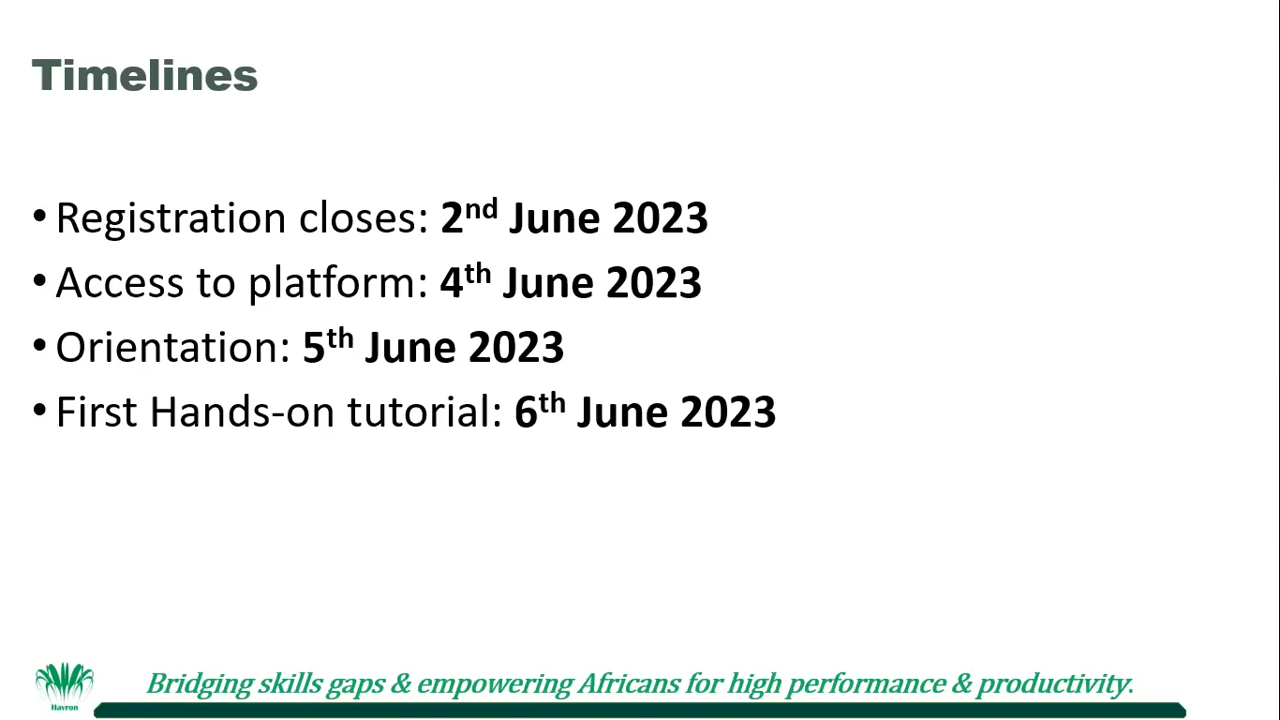 Timelines
• Registration closes: 2nd June 2023
• Access to platform: 4th June 2023
• Orientation: 5th June 2023
• First Hands-on tutorial: 6th June 2023
Bridging skills gaps & empowering Africans for high performance & productivity.
Havron